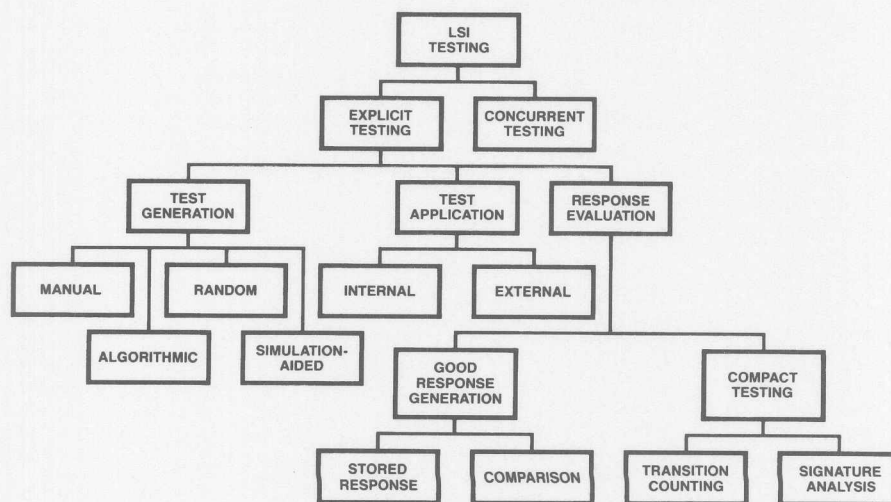 LSI
TESTING
EXPLICIT
TESTING
CONCURRENT
TESTING
TEST
GENERATION
TEST
APPLICATION
RESPONSE
EVALUATION
MANUAL
RANDOM
INTERNAL
EXTERNAL
ALGORITHMIC
SIMULATION-
AIDED
GOOD
RESPONSE
GENERATION
COMPACT
TESTING
STORED
RESPONSE
COMPARISON
TRANSITION
COUNTING
SIGNATURE
ANALYSIS